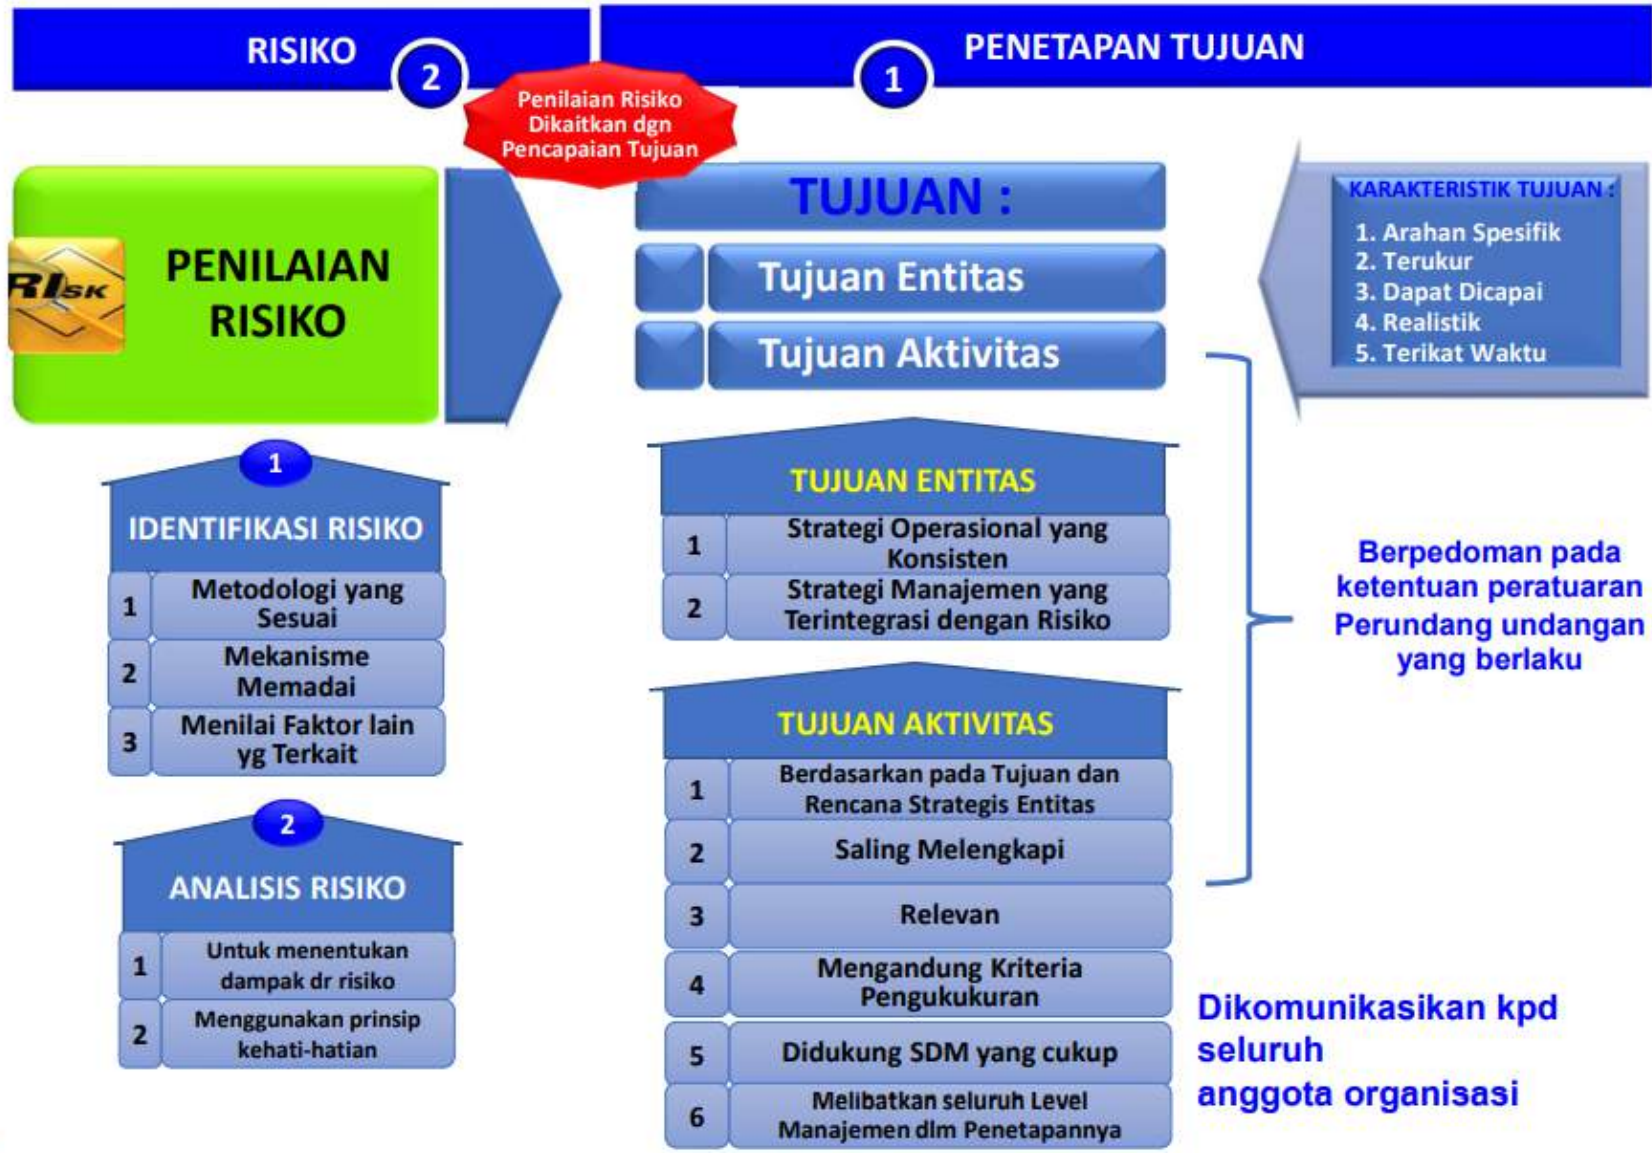 RISIKO
2
PENETAPAN TUJUAN
1
Penilaian Risiko
Dikaitkan dgn
Pencapaian Tujuan
RISK
PENILAIAN
RISIKO
TUJUAN :
Tujuan Entitas
Tujuan Aktivitas
KARAKTERISTIK TUJUAN :
1. Arahan Spesifik
2. Terukur
3. Dapat Dicapai
4. Realistik
5. Terikat Waktu
1
IDENTIFIKASI RISIKO
1
Metodologi yang
Sesuai
2
Mekanisme
Memadai
3
Menilai Faktor lain
yg Terkait
2
ANALISIS RISIKO
1
Untuk menentukan
dampak dr risiko
2
Menggunakan prinsip
kehati-hatian
TUJUAN ENTITAS
1
Strategi Operasional yang
Konsisten
2
Strategi Manajemen yang
Terintegrasi dengan Risiko
TUJUAN AKTIVITAS
1
Berdasarkan pada Tujuan dan
Rencana Strategis Entitas
2
Saling Melengkapi
3
Relevan
4
Mengandung Kriteria
Pengukukuran
5
Didukung SDM yang cukup
6
Melibatkan seluruh Level
Manajemen dlm Penetapannya
Berpedoman pada
ketentuan peratuaran
Perundang undangan
yang berlaku
Dikomunikasikan kpd
seluruh
anggota organisasi